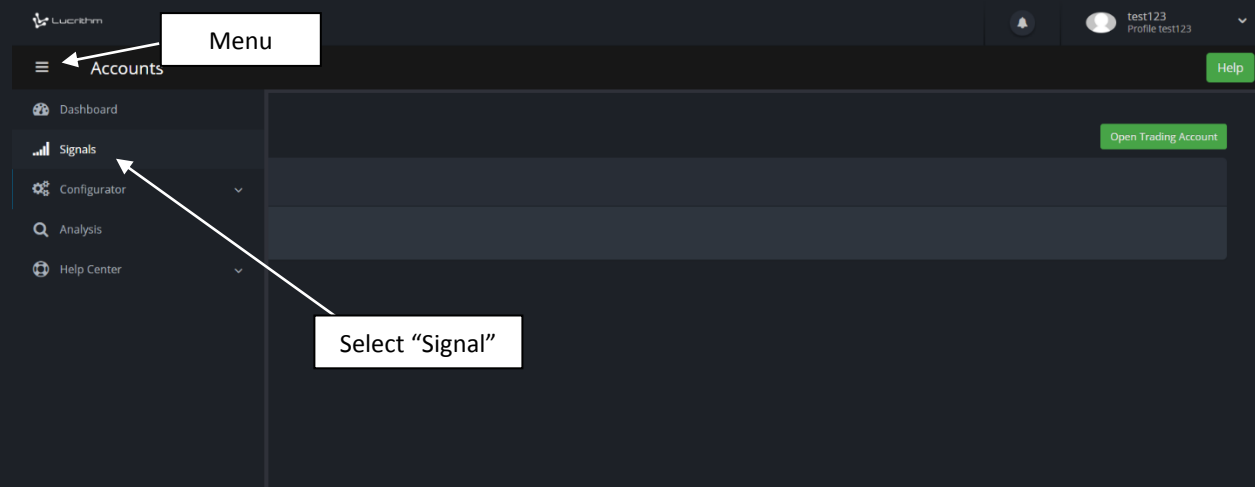 Lucrithm
test123
Profile test123
Menu
Accounts
Help
Dashboard
Open Trading Account
Signals
Configurator
Analysis
Help Center
Select “Signal”